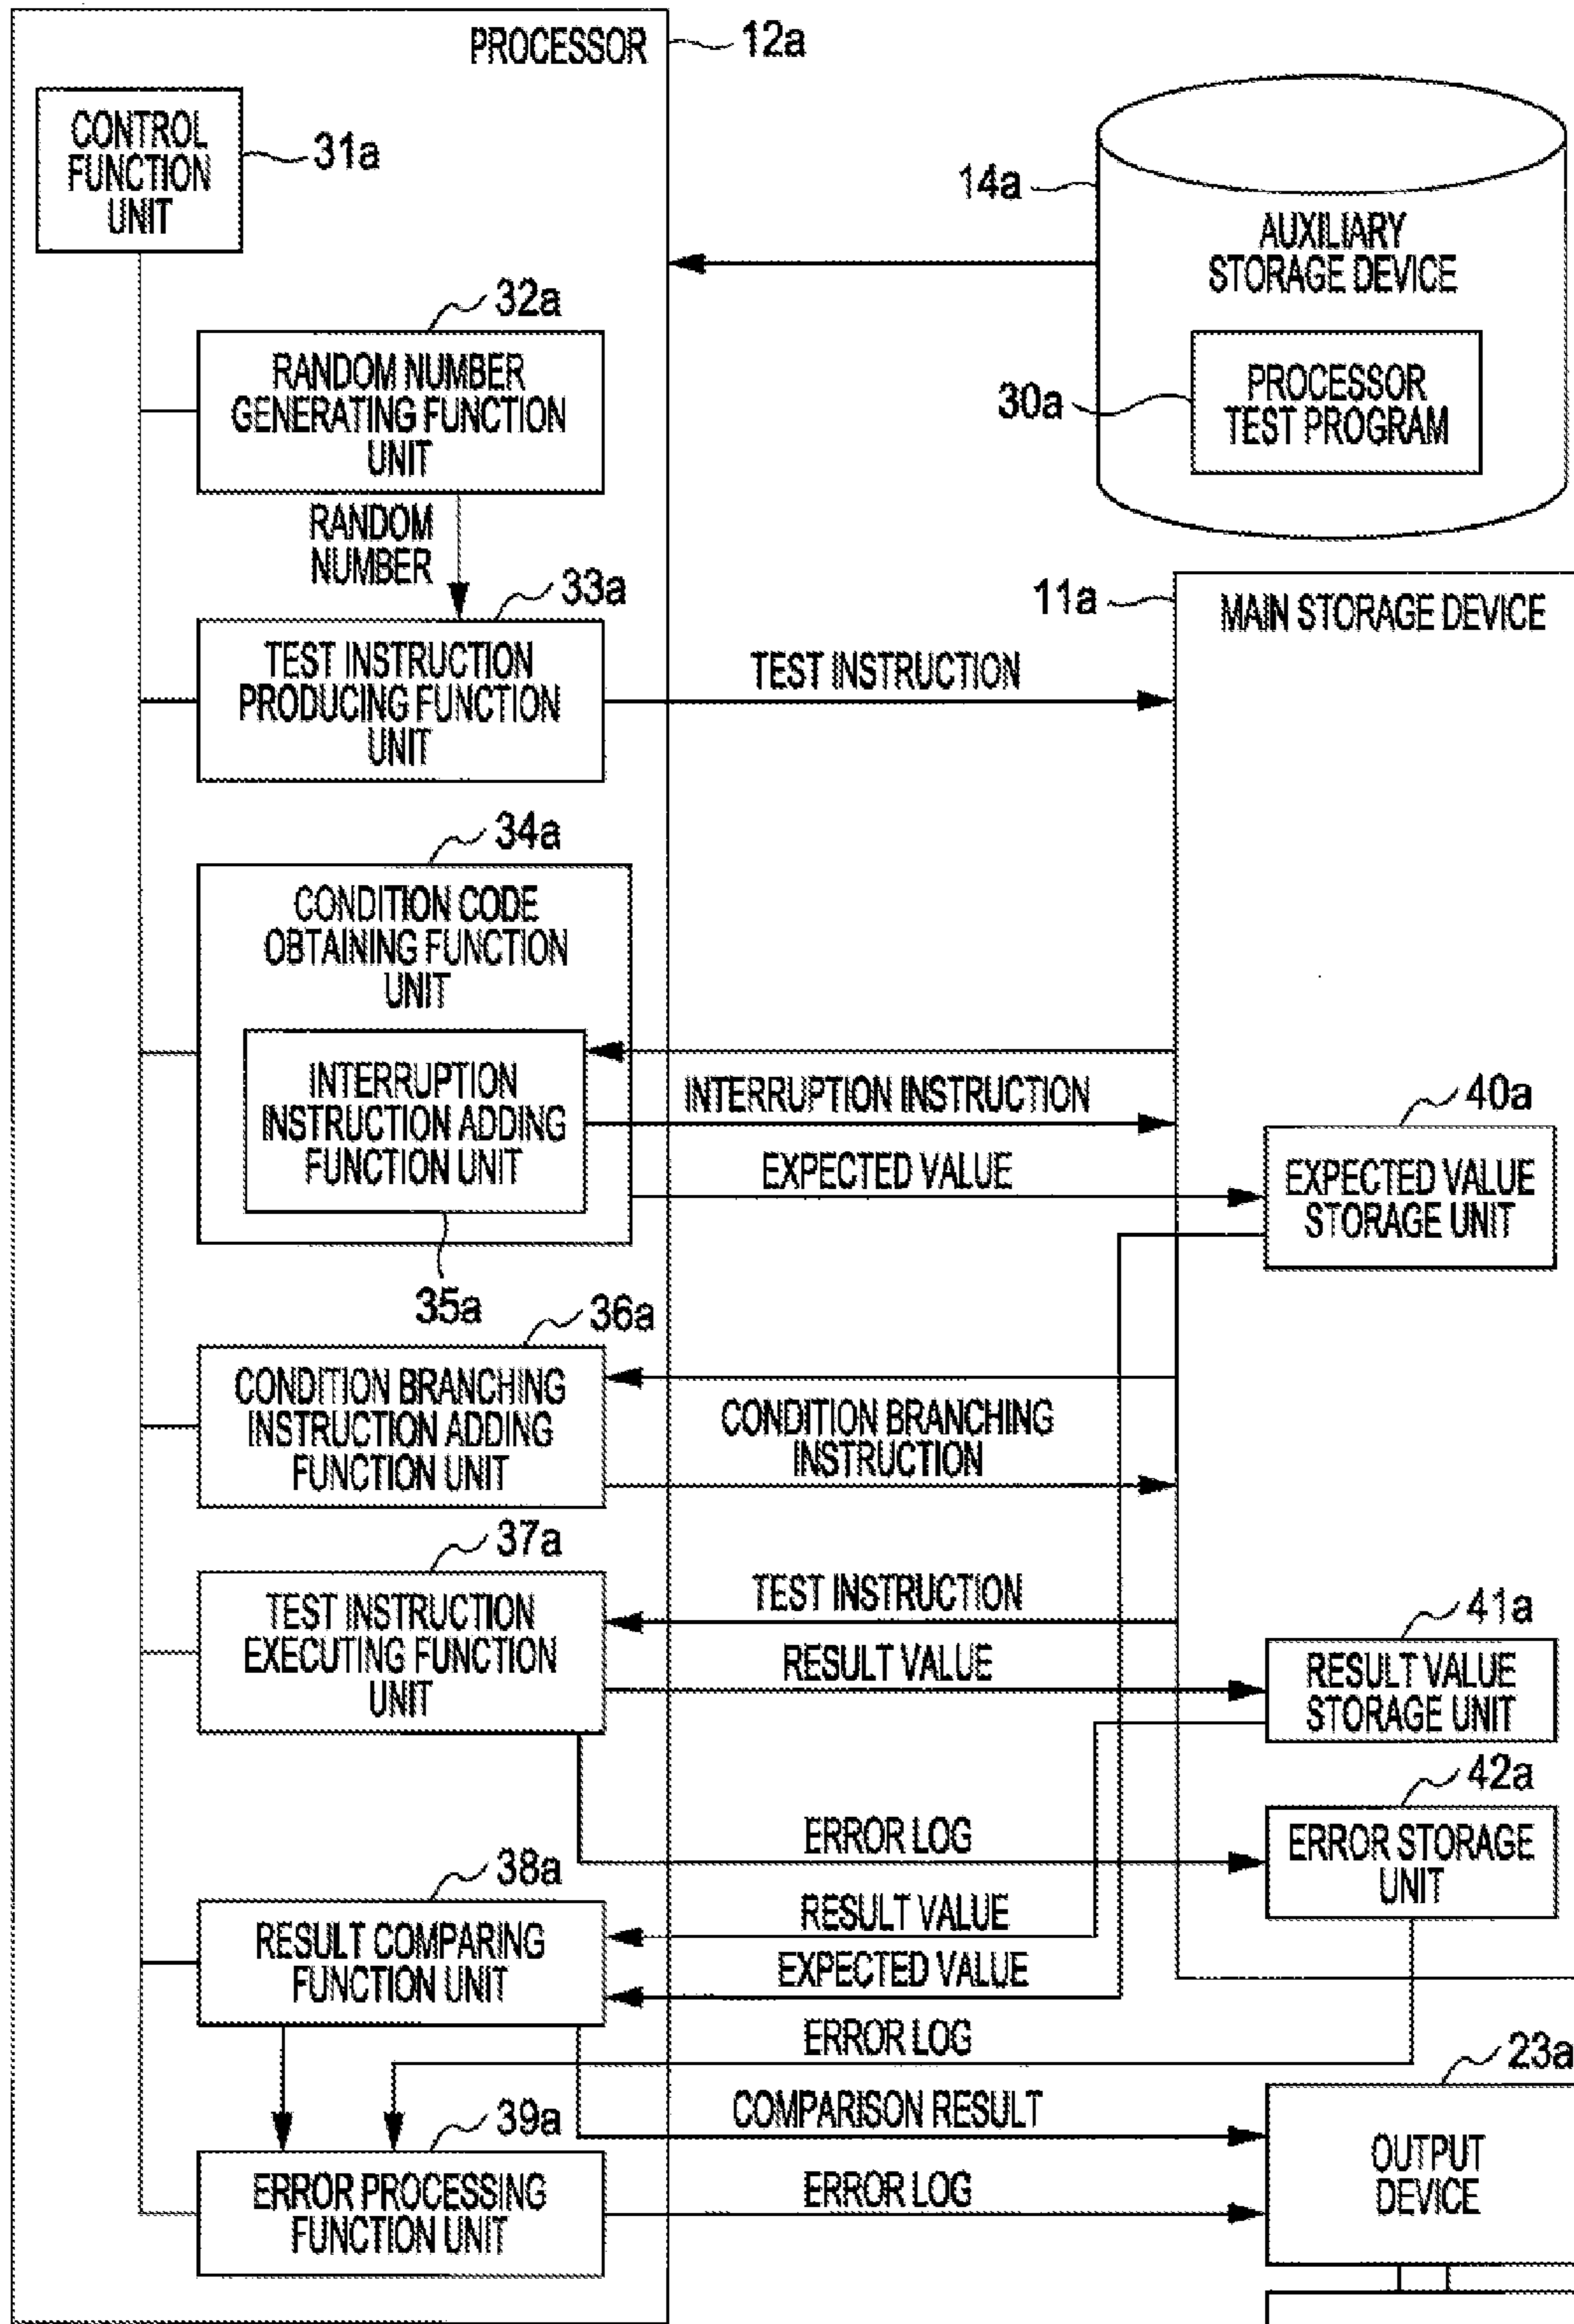 PROCESSOR
12a
CONTROL
FUNCTION
UNIT
31a
14a
AUXILIARY
STORAGE DEVICE
30a
PROCESSOR
TEST PROGRAM
32a
RANDOM NUMBER
GENERATING FUNCTION
UNIT
RANDOM
NUMBER
33a
TEST INSTRUCTION
PRODUCING FUNCTION
UNIT
TEST INSTRUCTION
11a
MAIN STORAGE DEVICE
34a
CONDITION CODE
OBTAINING FUNCTION
UNIT
INTERRUPTION
INSTRUCTION ADDING
FUNCTION UNIT
35a
INTERRUPTION INSTRUCTION
EXPECTED VALUE
40a
EXPECTED VALUE
STORAGE UNIT
36a
CONDITION BRANCHING
INSTRUCTION ADDING
FUNCTION UNIT
CONDITION BRANCHING
INSTRUCTION
37a
TEST INSTRUCTION
EXECUTING FUNCTION
UNIT
TEST INSTRUCTION
RESULT VALUE
41a
RESULT VALUE
STORAGE UNIT
ERROR LOG
42a
ERROR STORAGE
UNIT
38a
RESULT COMPARING
FUNCTION UNIT
RESULT VALUE
EXPECTED VALUE
ERROR LOG
39a
ERROR PROCESSING
FUNCTION UNIT
COMPARISON RESULT
ERROR LOG
23a
OUTPUT
DEVICE